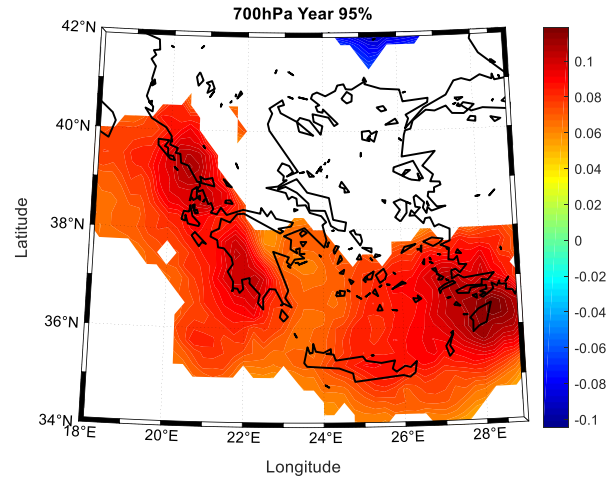 700hPa Year 95%
42°N
40°N
38°N
36°N
34°N
Latitude
18°E
20°E
22°E
24°E
26°E
28°E
Longitude
0.1
0.08
0.06
0.04
0.02
0
-0.02
-0.04
-0.06
-0.08
-0.1